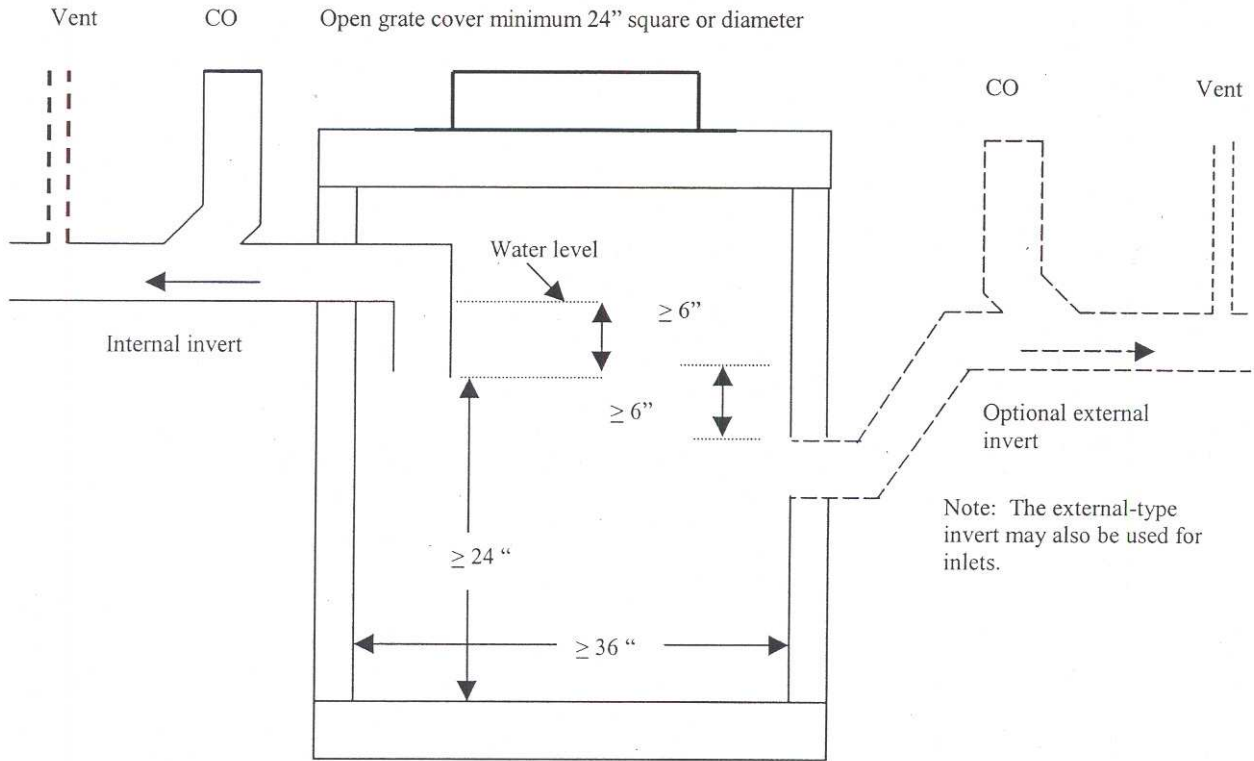 Vent
CO
Open grate cover minimum 24” square or diameter
CO
Vent
Water level
≥ 6”
Internal invert
≥ 6”
Optional external
invert
Note: The external-type
invert may also be used for
inlets.
≥ 24 “
≥ 36 “